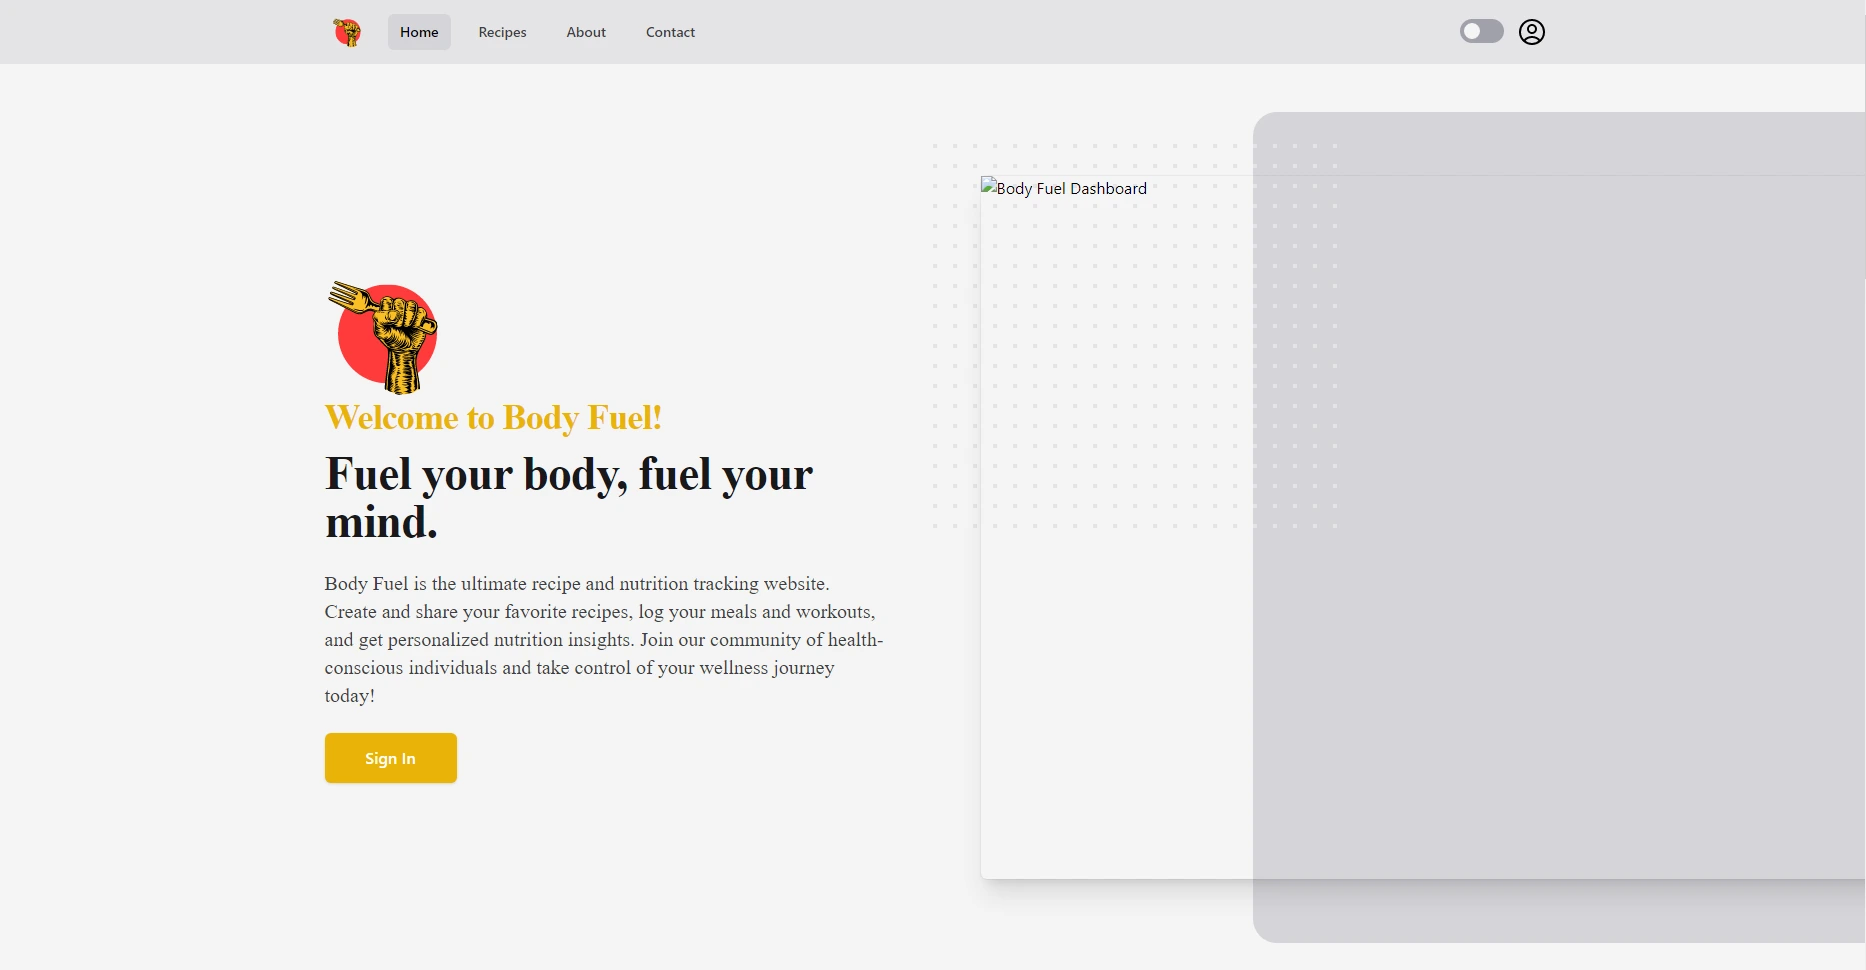 Home
Recipes
About
Contact
Body Fuel Dashboard
Welcome to Body Fuel!
Fuel your body, fuel your
mind.
Body Fuel is the ultimate recipe and nutrition tracking website.
Create and share your favorite recipes, log your meals and workouts,
and get personalized nutrition insights. Join our community of health-
conscious individuals and take control of your wellness journey
today!
Sign In